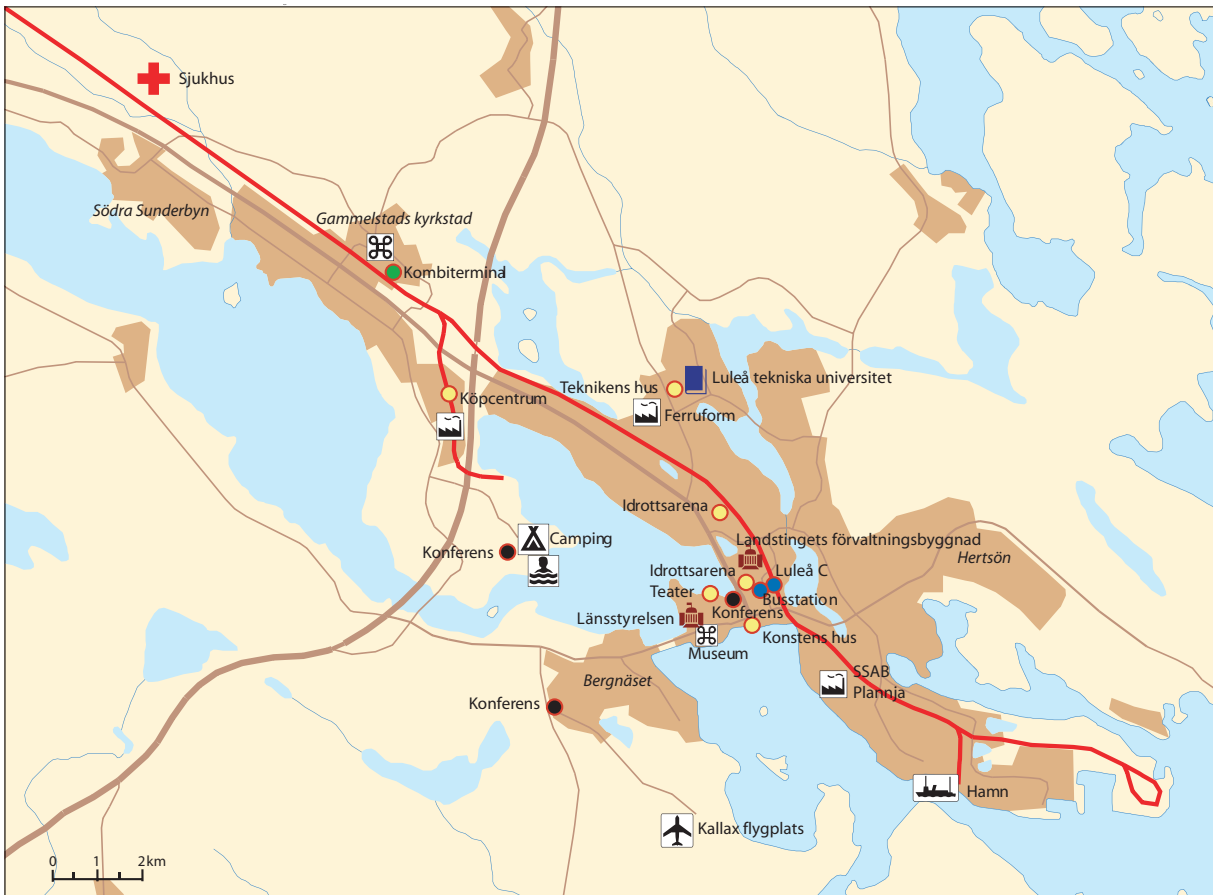 Sjukhus
Södra Sunderbyn
Gammelstads kyrkstad
Kombitermina
Teknikens hus
Luleå tekniska universitet
Köpcentrum
Ferruform
Idrottsarena
Konferens
Camping
Landstingets förvaltningsbyggnad
Hertsön
Idrottsarena
Luleå C
Teater
Busstation
Konferens
Länsstyrelsen
Konstens hus
Museum
Bergnäset
SSAB
Plannja
Konferens
Hamn
Kallax flygplats
0 1 2km